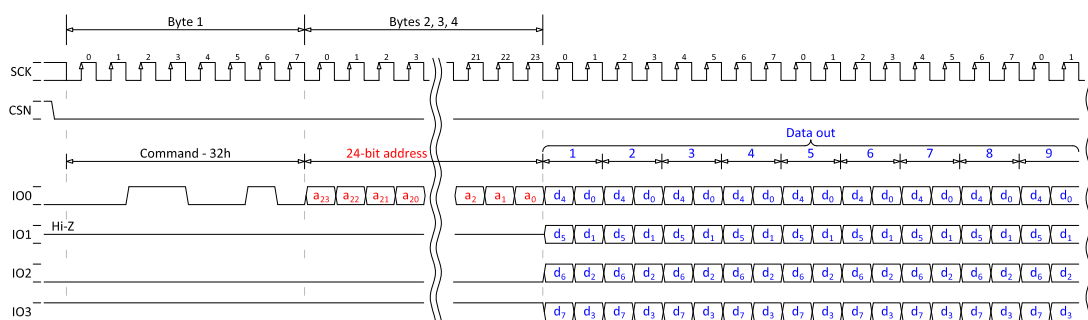 Byte 1 Bytes 2, 3, 4
SCK 0 1 2 3 4 5 6 7 0 1 2 3 21 22 23 0 1 2 3 4 5 6 7 0 1 2 3 4 5 6 7 0 1
CSN
Data out
Command - 32h 24-bit address 1 2 3 4 5 6 7 8 9
IO0 a23 a22 a21 a20 a2 a1 a0 d4 d0 d4 d0 d4 d0 d4 d0 d4 d0 d4 d0 d4 d0 d4 d0 d4 d0
Hi-Z
IO1 d5 d1 d5 d1 d5 d1 d5 d1 d5 d1 d5 d1 d5 d1 d5 d1 d5 d1
IO2 d6 d2 d6 d2 d6 d2 d6 d2 d6 d2 d6 d2 d6 d2 d6 d2 d6 d2
IO3 d7 d3 d7 d3 d7 d3 d7 d3 d7 d3 d7 d3 d7 d3 d7 d3 d7 d3